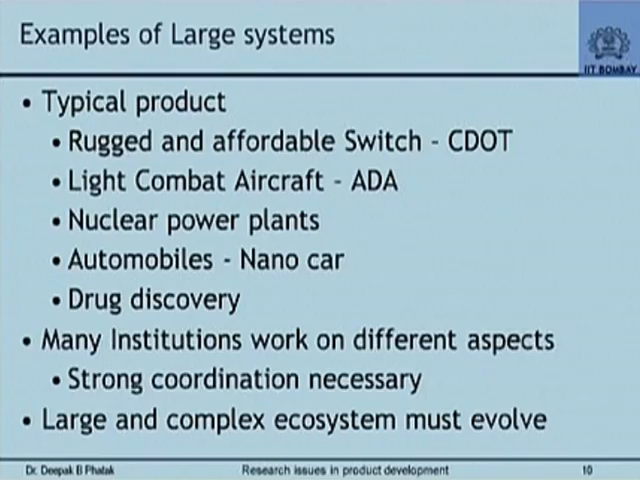 Examples of Large systems
IIT BOMBAY
• Typical product
• Rugged and affordable Switch - CDOT
• Light Combat Aircraft - ADA
• Nuclear power plants
• Automobiles - Nano car
• Drug discovery
• Many Institutions work on different aspects
• Strong coordination necessary
• Large and complex ecosystem must evolve
Dr. Deepak B Phatak Research issues in product development 10